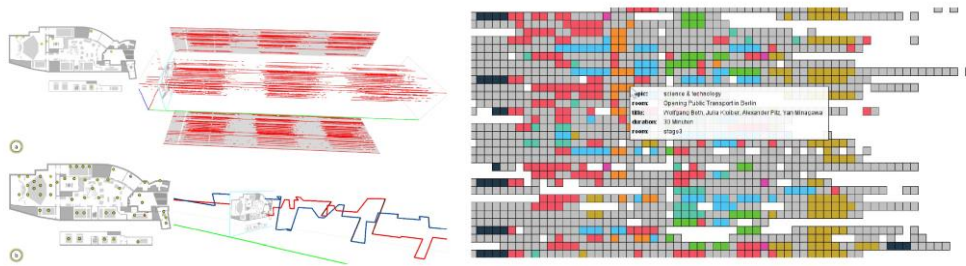 a
b
topic: science & technology
room: Opening Public Transport in Berlin
title: Wolfgang Both, Julia Kloiber, Alexander Pilz, Yan Minagawa
duration: 30 Minuten
room: stage3